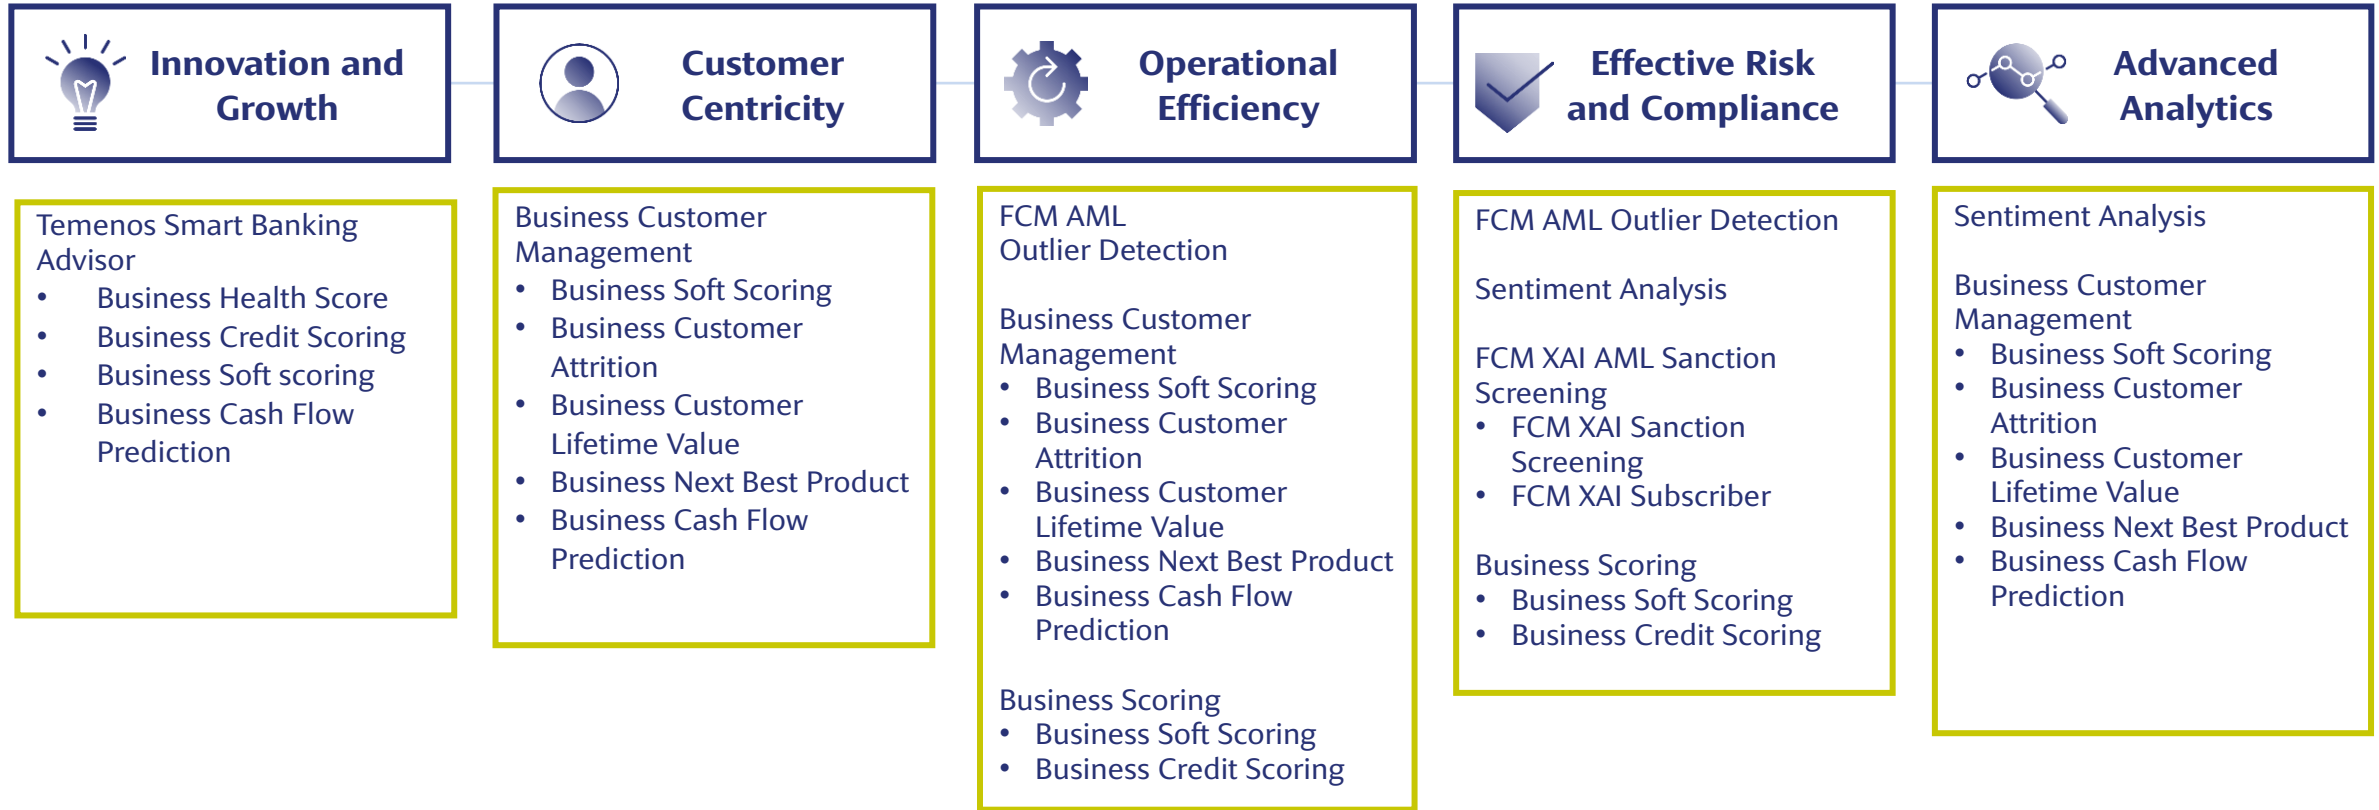 Innovation and
Growth
Customer
Centricity
Operational
Efficiency
Effective Risk
and Compliance
Advanced
Analytics
Temenos Smart Banking
Advisor
• Business Health Score
• Business Credit Scoring
• Business Soft scoring
• Business Cash Flow
Prediction
Business Customer
Management
• Business Soft Scoring
• Business Customer
Attrition
• Business Customer
Lifetime Value
• Business Next Best Product
• Business Cash Flow
Prediction
FCM AML
Outlier Detection
Business Customer
Management
• Business Soft Scoring
• Business Customer
Attrition
• Business Customer
Lifetime Value
• Business Next Best Product
• Business Cash Flow
Prediction
Business Scoring
• Business Soft Scoring
• Business Credit Scoring
FCM AML Outlier Detection
Sentiment Analysis
FCM XAI AML Sanction
Screening
• FCM XAI Sanction
Screening
• FCM XAI Subscriber
Business Scoring
• Business Soft Scoring
• Business Credit Scoring
Sentiment Analysis
Business Customer
Management
• Business Soft Scoring
• Business Customer
Attrition
• Business Customer
Lifetime Value
• Business Next Best Product
• Business Cash Flow
Prediction